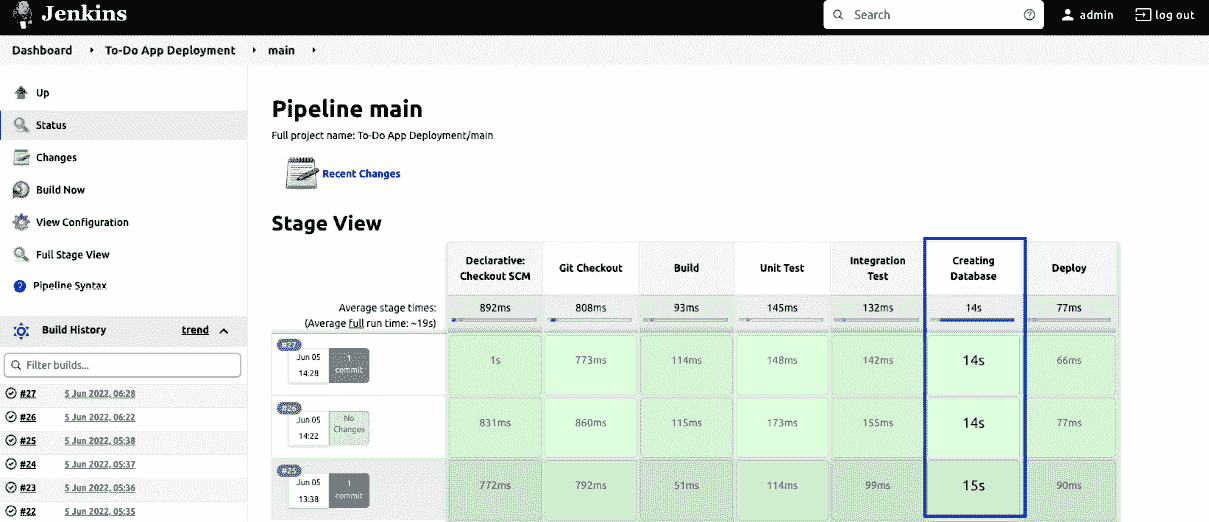 Jenkins
Search
admin
log out
Dashboard
To-Do App Deployment
main
Up
Status
Changes
Build Now
View Configuration
Full Stage View
Pipeline Syntax
Build History
trend
Filter builds...
#27 5 Jun 2022, 06:28
#26 5 Jun 2022, 06:22
#25 5 Jun 2022, 05:38
#24 5 Jun 2022, 05:37
#23 5 Jun 2022, 05:36
#22 5 Jun 2022, 05:35
Pipeline main
Full project name: To-Do App Deployment/main
Recent Changes
Stage View
Declarative:
Checkout SCM
Git Checkout
Build
Unit Test
Integration
Test
Creating
Database
Deploy
Average stage times:
(Average full run time: ~19s)
892ms 808ms 93ms 145ms 132ms 14s 77ms
#27
Jun 05
14:28
1
commit
1s 773ms 114ms 148ms 142ms 14s 66ms
#26
Jun 05
14:22
No
Changes
831ms 860ms 115ms 173ms 155ms 14s 77ms
#25
Jun 05
13:38
1
commit
772ms 792ms 51ms 114ms 99ms 15s 90ms